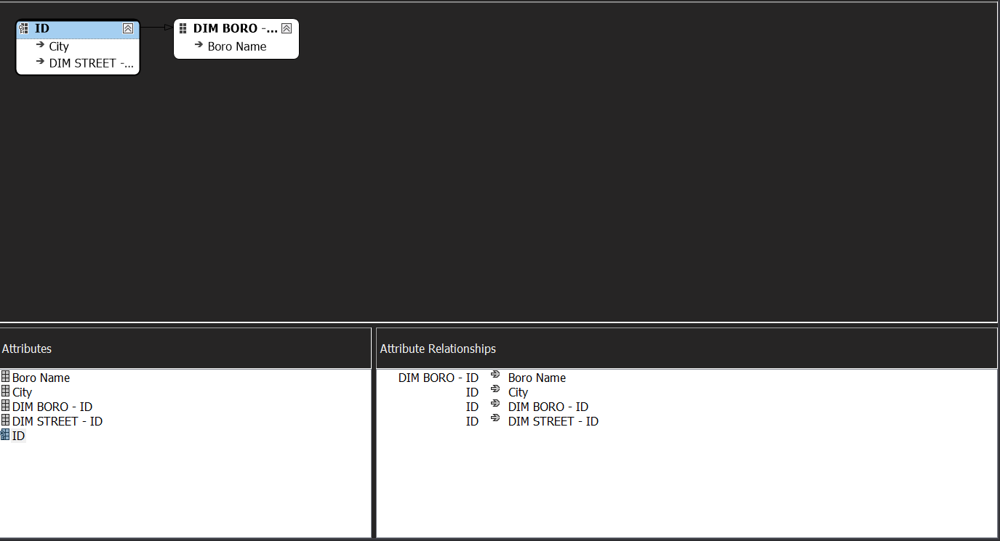 ID
City
DIM STREET -...
DIM BORO -...
Boro Name
Attributes
Boro Name
City
DIM BORO - ID
DIM STREET - ID
ID
Attribute Relationships
DIM BORO - ID Boro Name
ID City
ID DIM BORO - ID
ID DIM STREET - ID